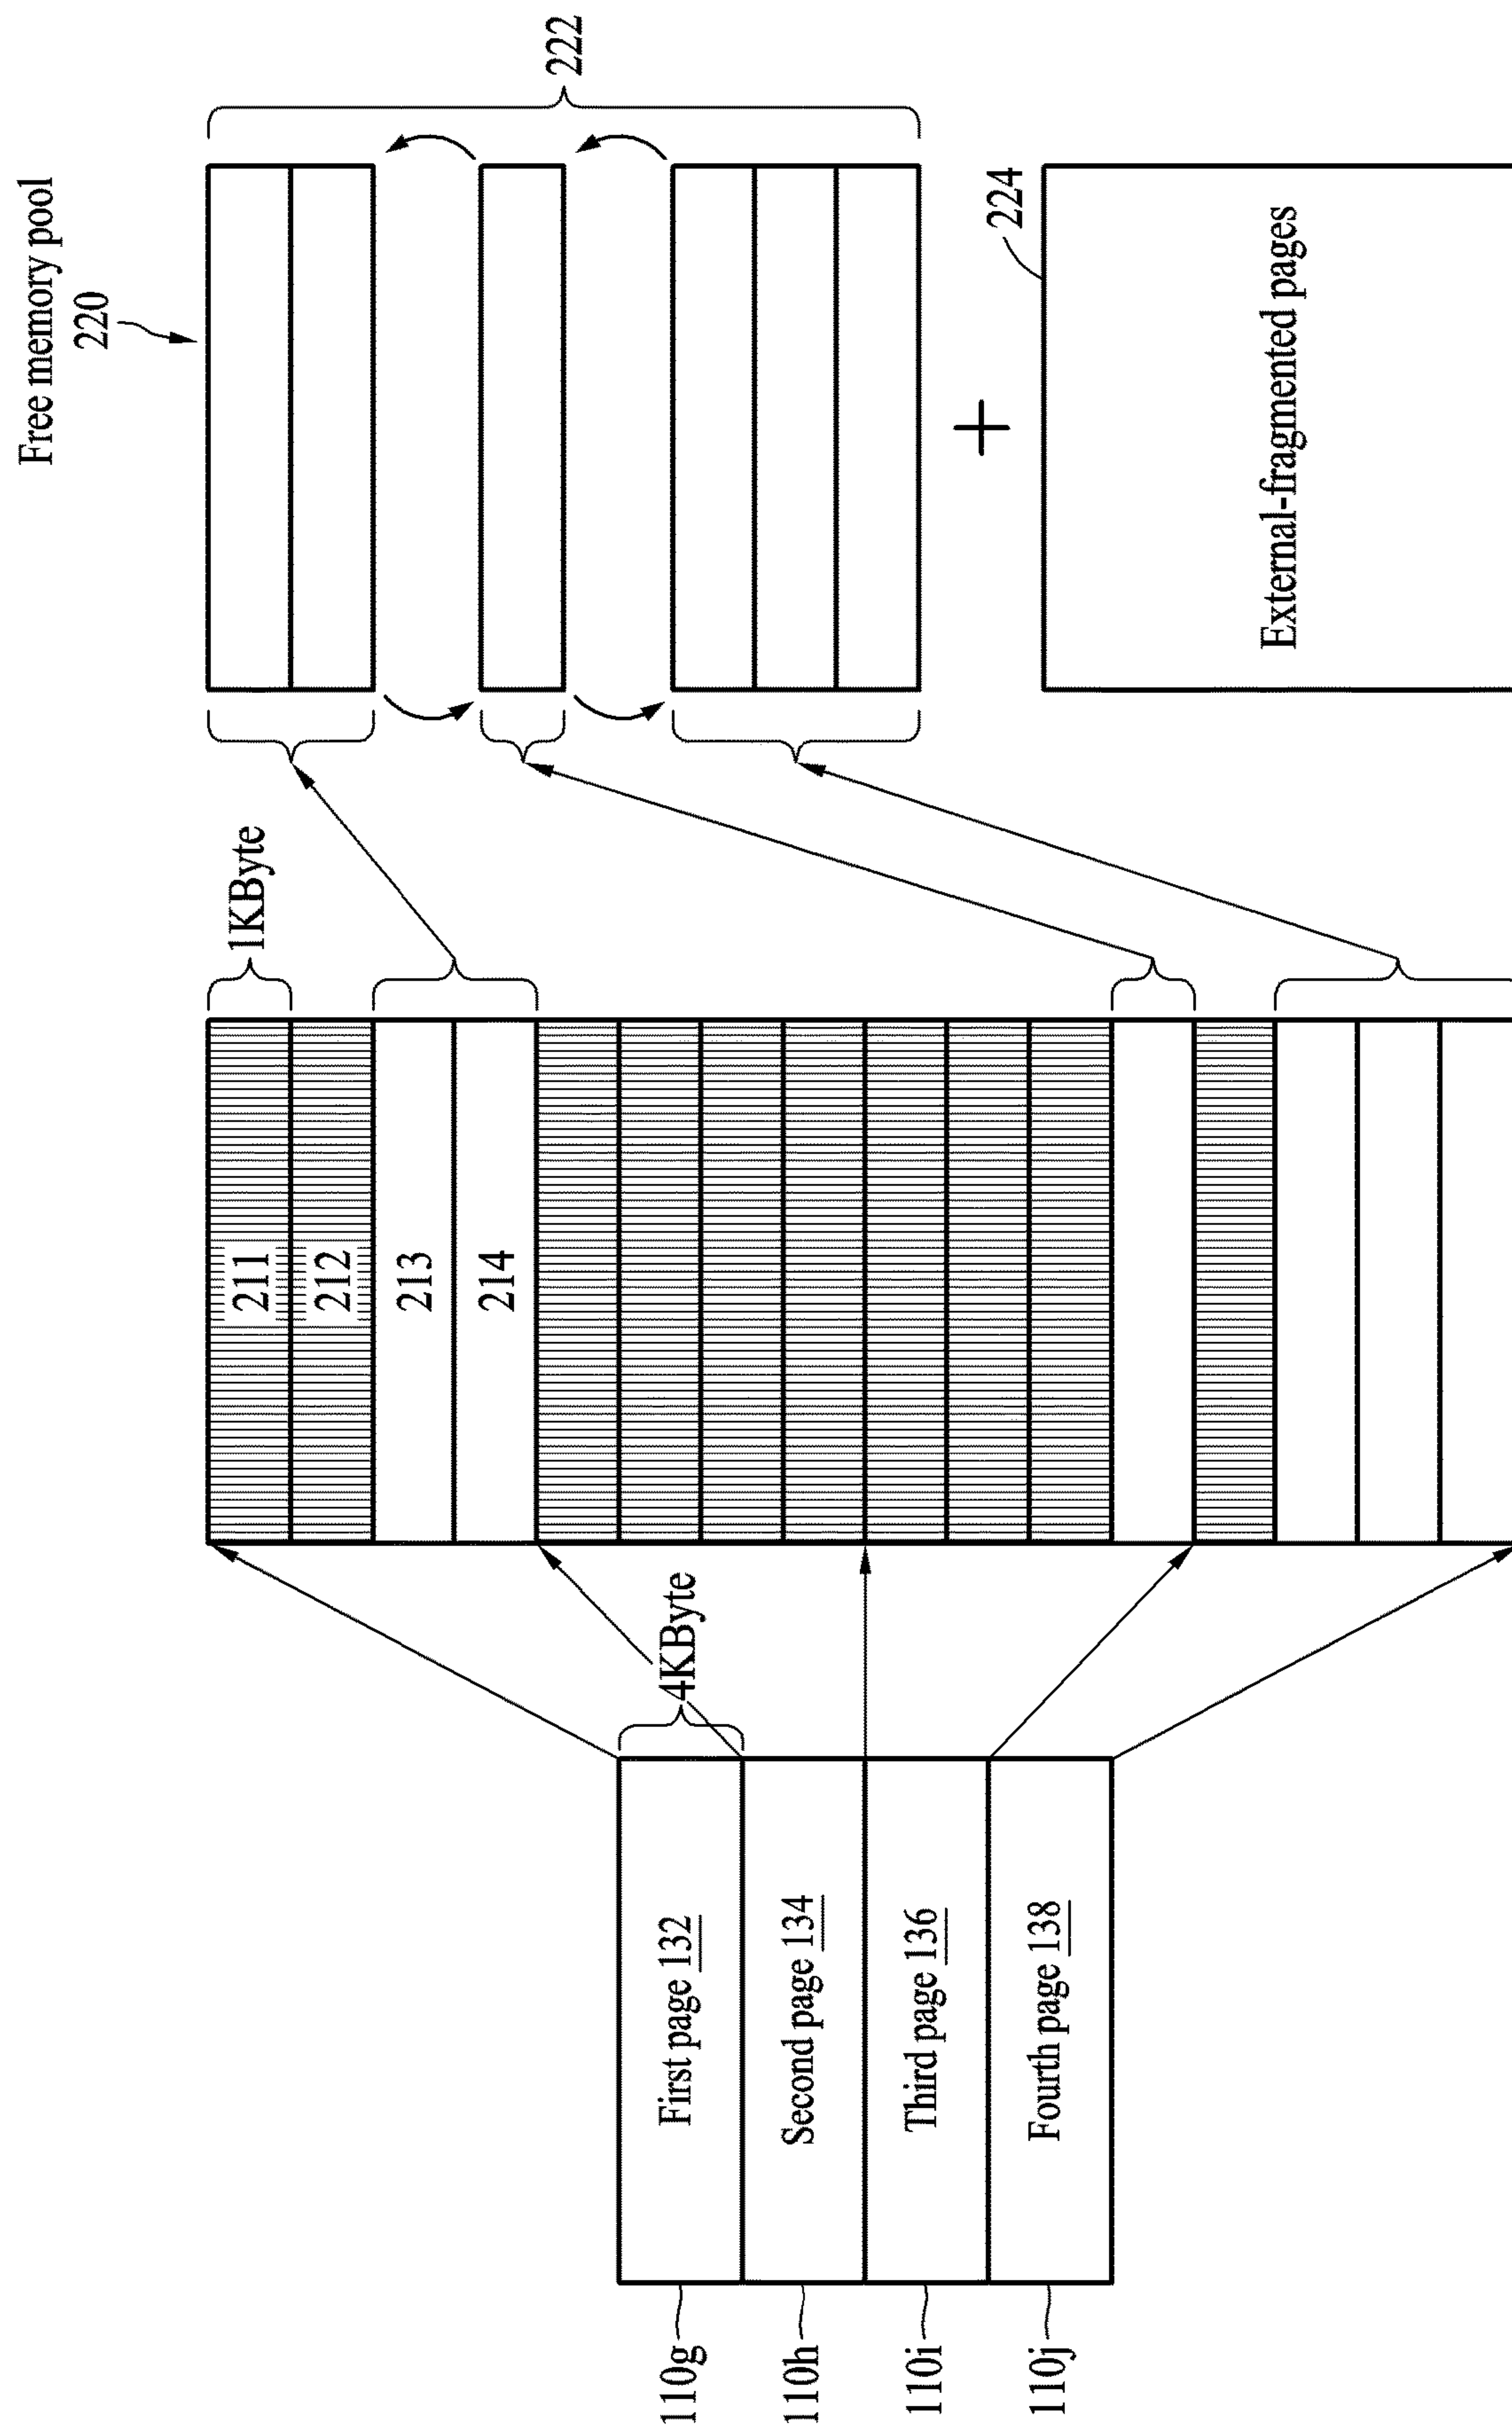 110g
110h
110i
110j
First page 132
Second page 134
Third page 136
Fourth page 138
4KByte
211
212
213
214
1KByte
Free memory pool
220
222
224
External-fragmented pages
+